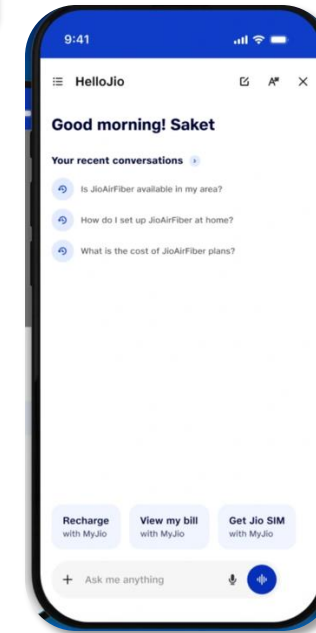 9:41
HelloJio
Good morning! Saket
Your recent conversations
Is JioAirFiber available in my area?
How do I set up JioAirFiber at home?
What is the cost of JioAirFiber plans?
Recharge
with MyJio
View my bill
with MyJio
Get Jio SIM
with MyJio
Ask me anything